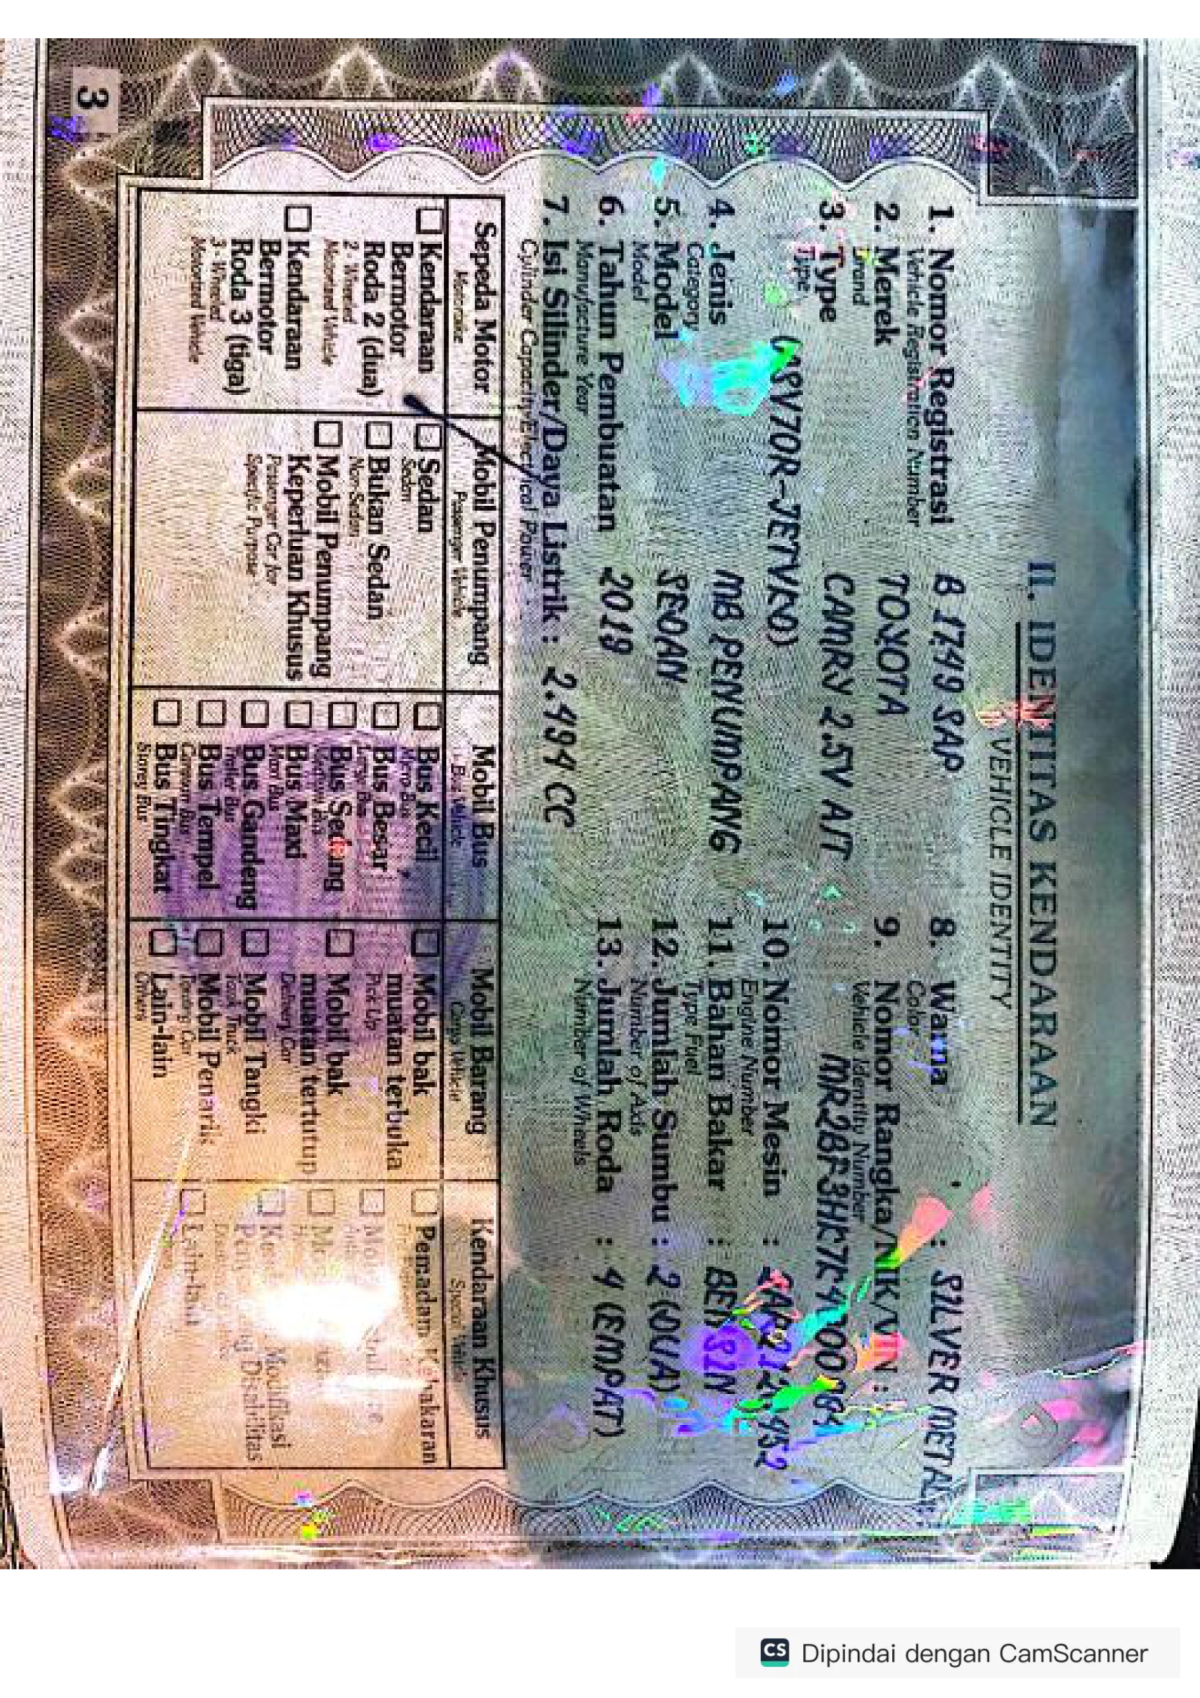 II. IDENTITAS KENDARAAN
VEHICLE IDENTITY
1. Nomor Registrasi B 1749 SAP
Vehicle Registration Number
2. Merek TOYOTA
Brand
3. Type CAMRY 2.5V A/T
Type
(ASV70R-JETVKD)
4. Jenis MB PENUMPANG
Category
5. Model SEDAN
Model
6. Tahun Pembuatan 2019
Manufacture Year
7. Isi Silinder/Daya Listrik : 2.494 CC
Cylinder Capacity/Electrical Power
8. Warna : SILVER
Color
9. Nomor Rangka/NIK/VIN :
Vehicle Identity Number
10. Nomor Mesin :
Engine Number
11. Bahan Bakar : BENSIN
Type Fuel
12. Jumlah Sumbu : 2 (DUA)
Number of Axis
13. Jumlah Roda : 4 (EMPAT)
Number of Wheels
Sepeda Motor
Motorbike
Kendaraan
Bermotor
Roda 2 (dua)
2 - Wheeled
Motorized Vehicle
Kendaraan
Bermotor
Roda 3 (tiga)
3 - Wheeled
Motorized Vehicle
Mobil Penumpang
Passenger Vehicle
Sedan
Sedan
Bukan Sedan
Non Sedan
Mobil Penumpang
Keperluan Khusus
Passenger Car for
Specific Purpose
Mobil Bus
Bus Vehicle
Bus Kecil
Micro Bus
Bus Besar
Large Bus
Bus Sedang
Medium Bus
Bus Maxi
Maxi Bus
Bus Gandeng
Trailer Bus
Bus Tempel
Bus Tingkat
Storey Bus
Mobil Barang
Cargo Vehicle
Mobil bak
muatan terbuka
Pick Up
Mobil bak
muatan tertutup
Delivery Car
Mobil Tangki
Tank Truck
Mobil Penarik
Towing Car
Lain-lain
Others
Kendaraan Khusus
Special Vehicle
Pemadam Kebakaran
Modifikasi
Disabilitas
Lain-lain
3
CS Dipindai dengan CamScanner